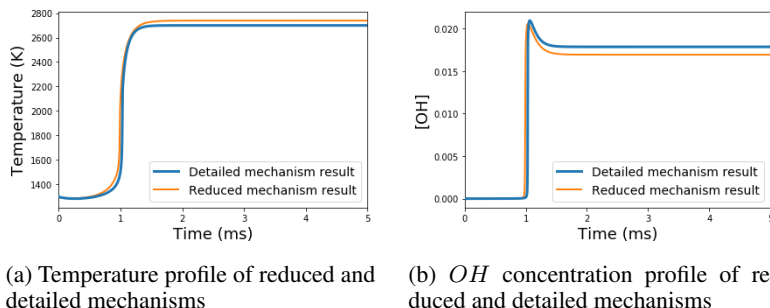 2800
2600
2400
2200
2000
1800
1600
1400
Temperature (K)
Detailed mechanism result
Reduced mechanism result
0 1 2 3 4 5
Time (ms)
(a) Temperature profile of reduced and
detailed mechanisms
0.020
0.015
0.010
0.005
0.000
[OH]
Detailed mechanism result
Reduced mechanism result
0 1 2 3 4 5
Time (ms)
(b) OH concentration profile of re-
duced and detailed mechanisms